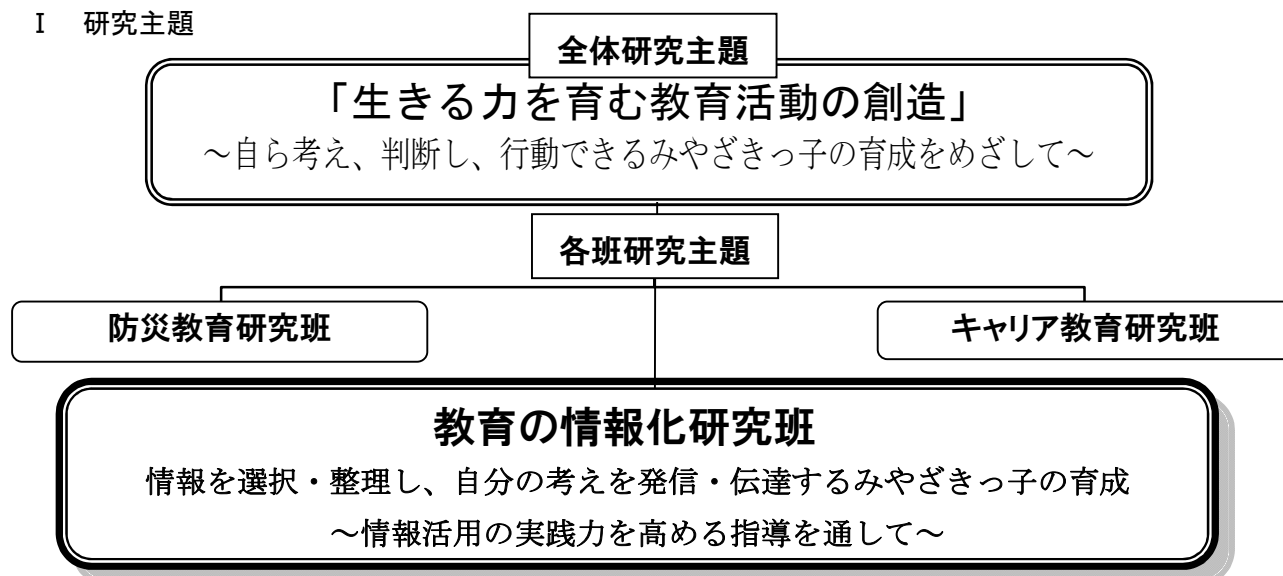 I 研究主題
全体研究主題
「生きる力を育む教育活動の創造」
～自ら考え、判断し、行動できるみやざきっ子の育成をめざして～
各班研究主題
防災教育研究班
キャリア教育研究班
教育の情報化研究班
情報を選択・整理し、自分の考えを発信・伝達するみやざきっ子の育成
～情報活用の実践力を高める指導を通して～